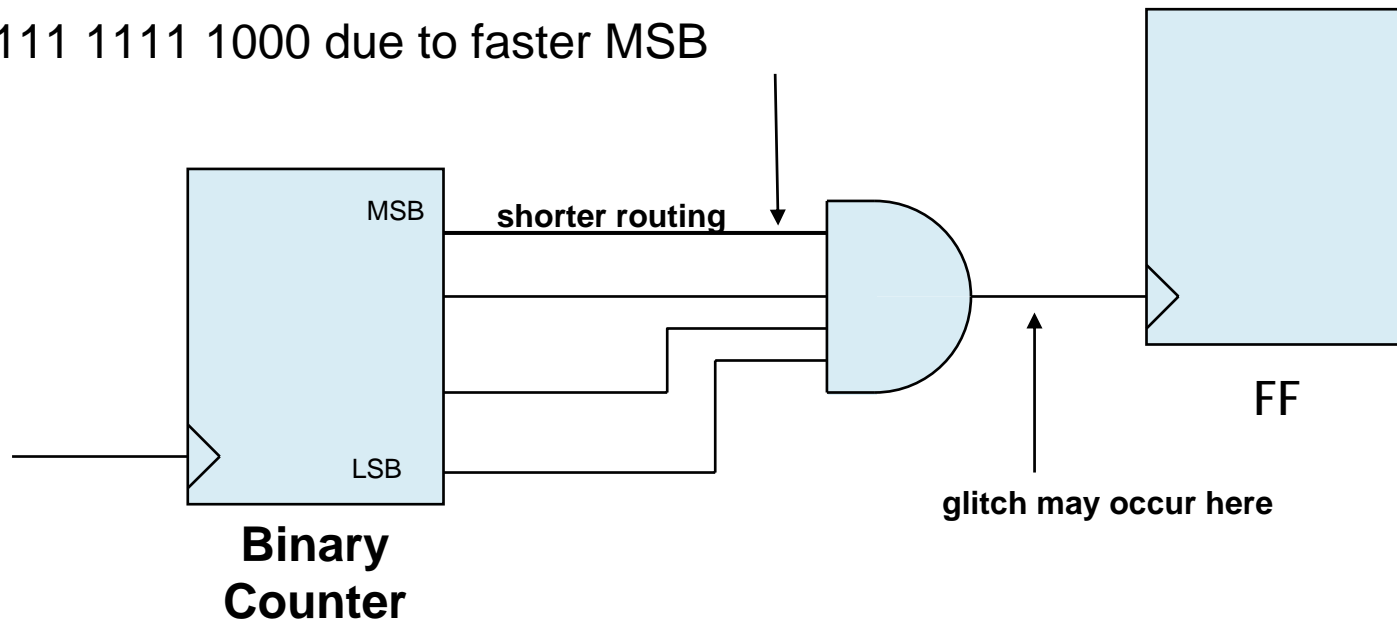 111 1111 1000 due to faster MSB
MSB
shorter routing
LSB
FF
glitch may occur here
Binary
Counter